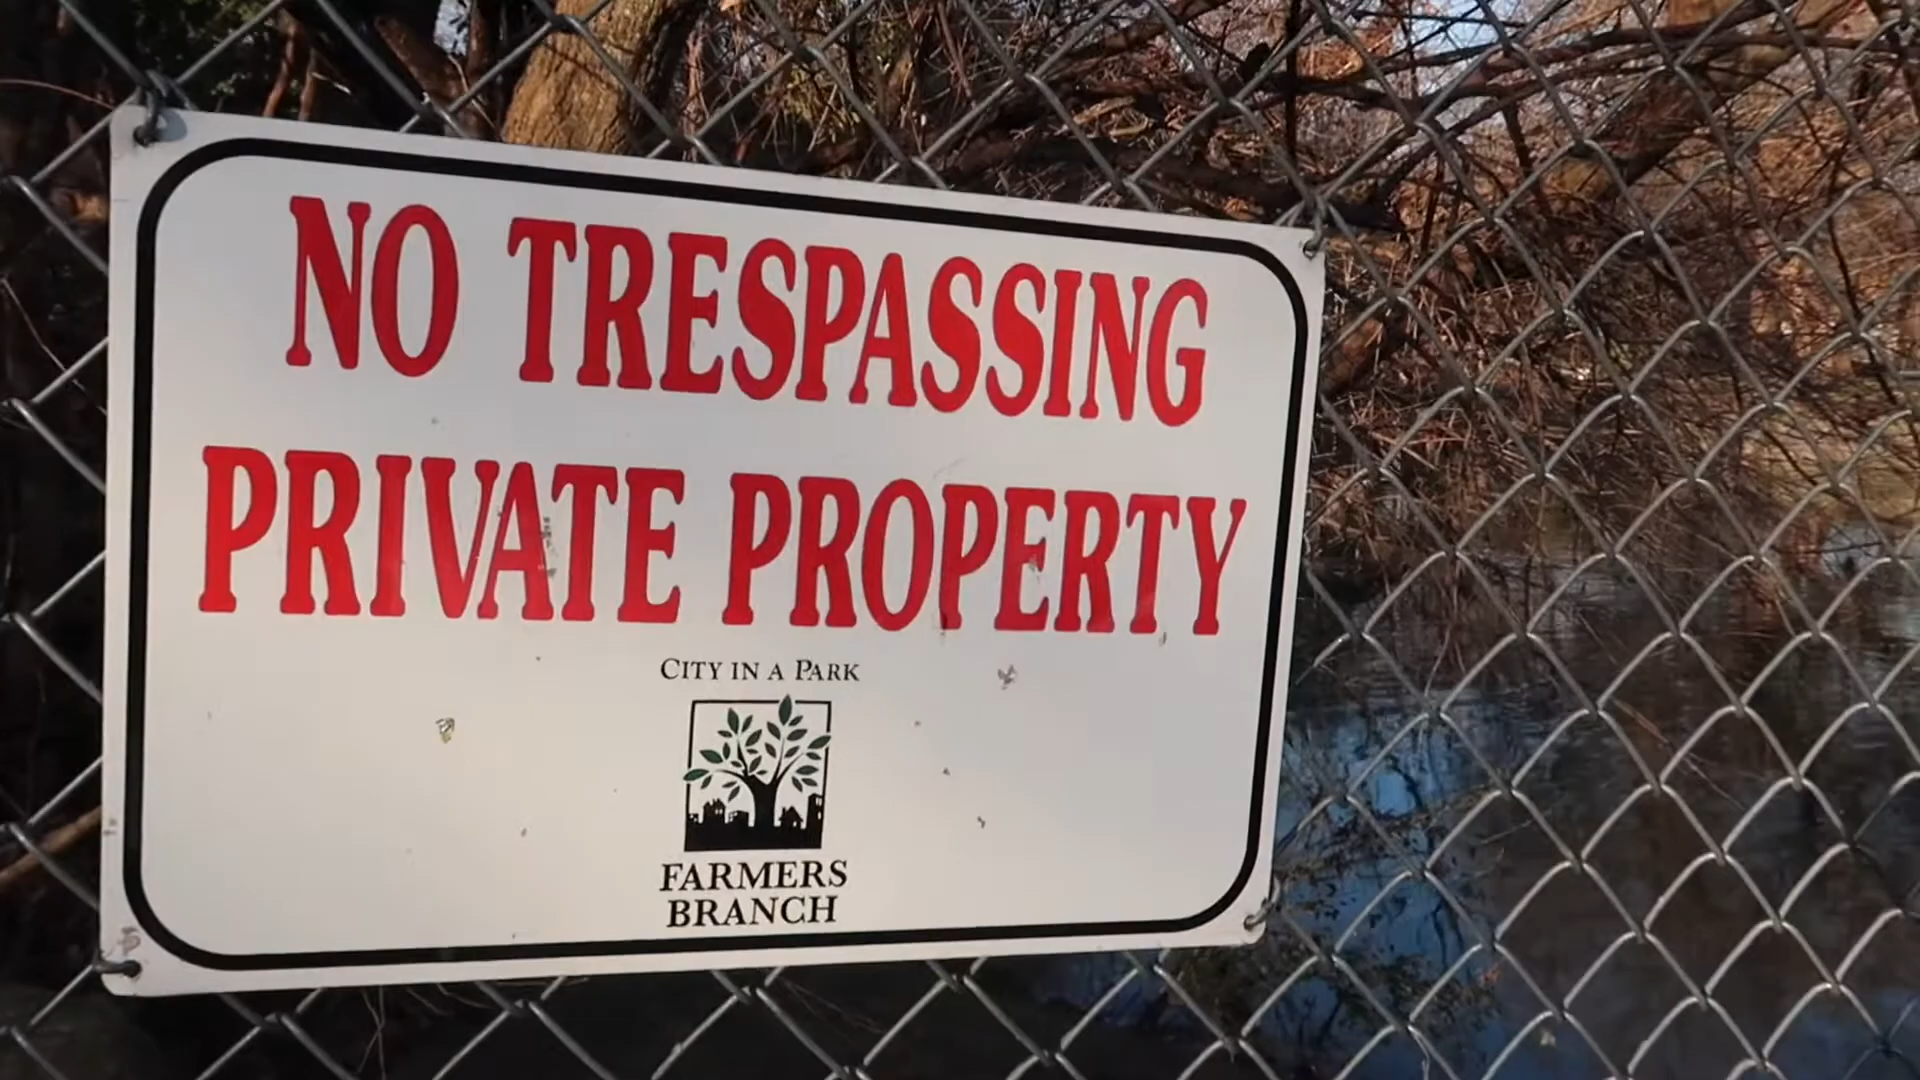 NO TRESPASSING
PRIVATE PROPERTY
CITY IN A PARK
FARMERS
BRANCH